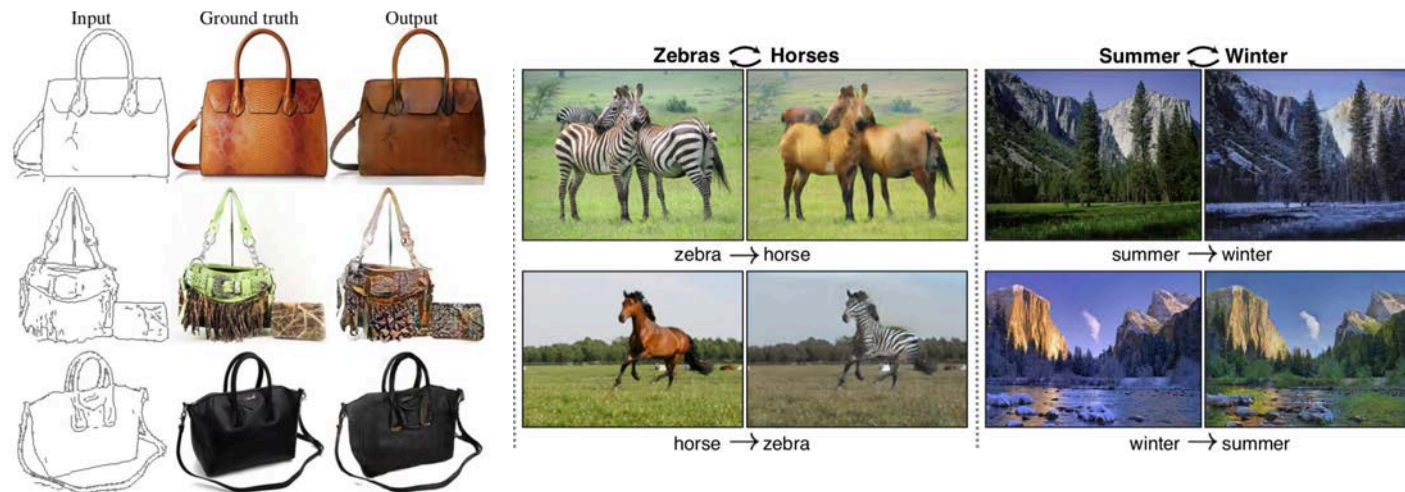 Input Ground truth Output
Zebras Horses
zebra → horse
horse → zebra
Summer Winter
summer → winter
winter → summer